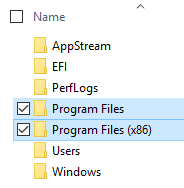 Name
AppStream
EFI
PerfLogs
Program Files
Program Files (x86)
Users
Windows